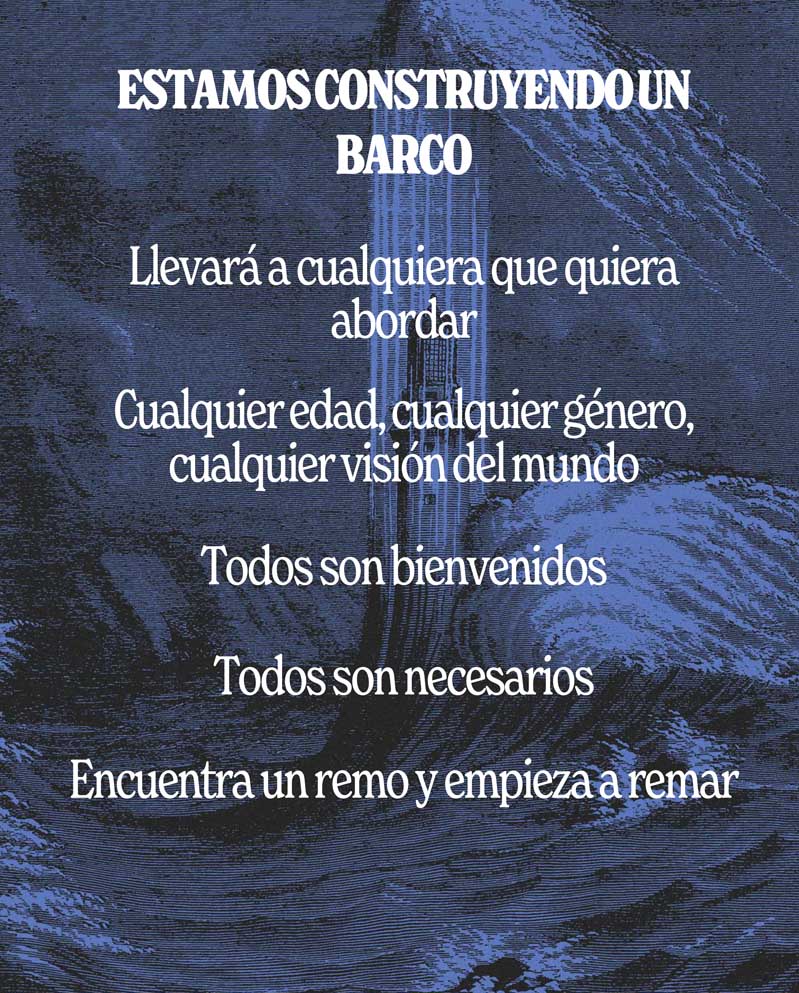 ESTAMOS CONSTRUYENDO UN
BARCO
Llevará a cualquiera que quiera
abordar
Cualquier edad, cualquier género,
cualquier visión del mundo
Todos son bienvenidos
Todos son necesarios
Encuentra un remo y empieza a remar